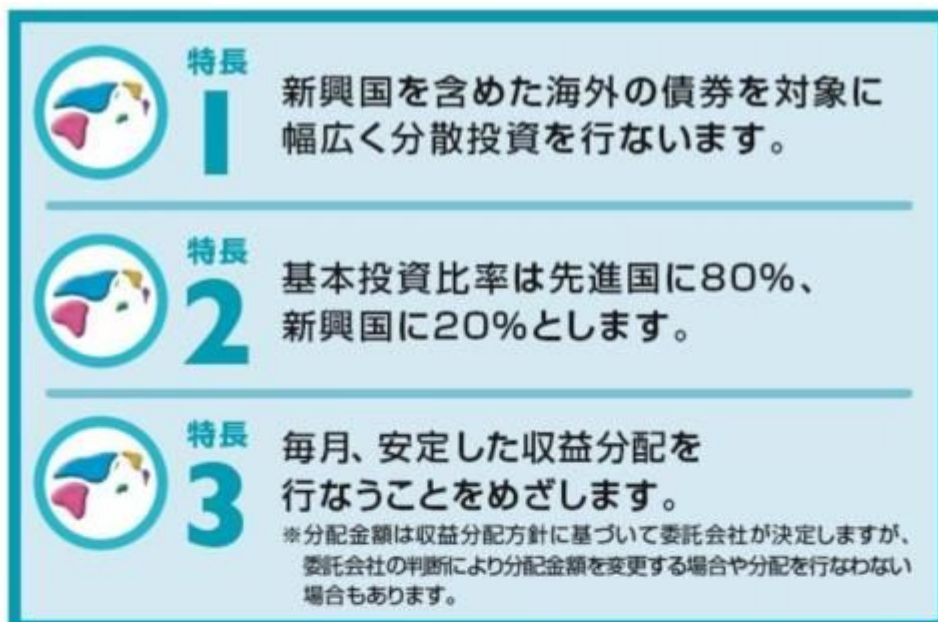 特長
1
新興国を含めた海外の債券を対象に
幅広く分散投資を行ないます。
特長
2
基本投資比率は先進国に80%、
新興国に20%とします。
特長
3
毎月、安定した収益分配を
行なうことをめざします。
※分配金額は収益分配方針に基づいて委託会社が決定しますが、
委託会社の判断により分配金額を変更する場合や分配を行なわない
場合もあります。